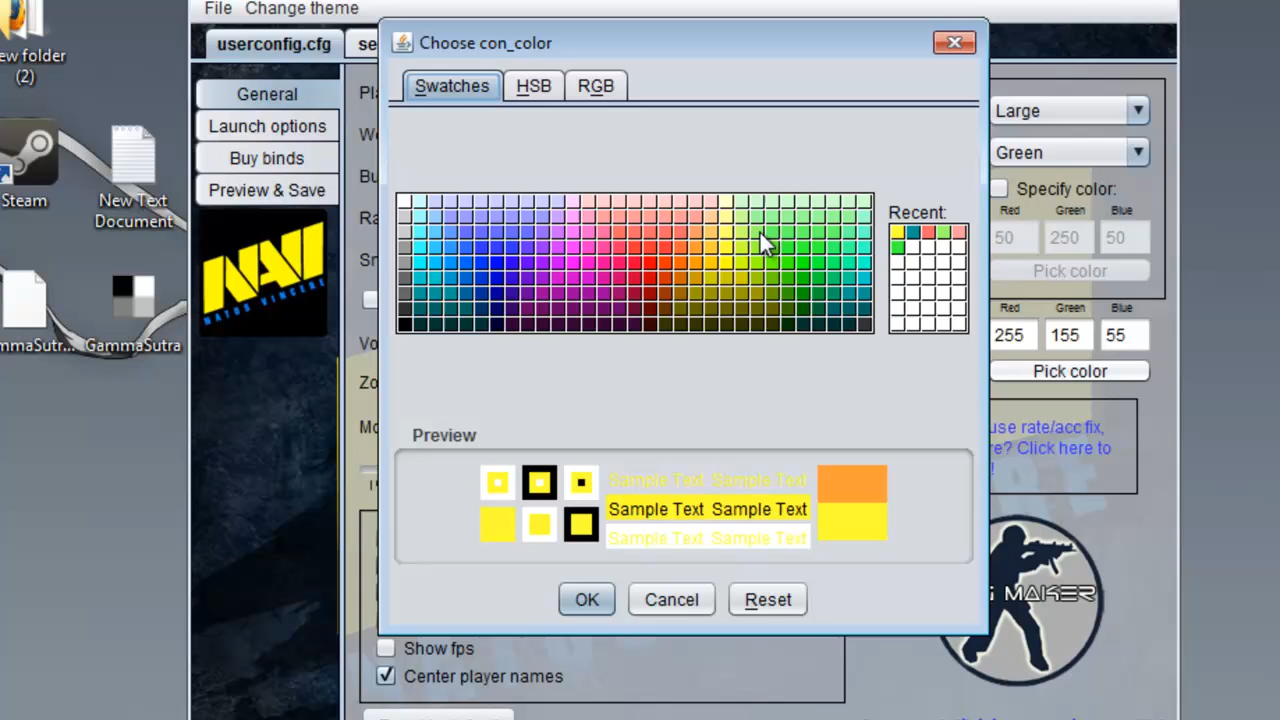 File Change theme
Choose con_color
userconfig.cfg se
ew folder
(2)
Swatches HSB RGB
General
Launch options
Buy binds
Preview & Save
Steam
New Text
Document
NAVI
NATUS VINCERE
mmaSutr... GammaSutra
Large
Green
Specify color:
Red Green Blue
50 250 50
Pick color
Recent:
Red Green Blue
255 155 55
Pick color
Preview
Sample Text Sample Text
Sample Text Sample Text
Sample Text Sample Text
OK Cancel Reset
use rate/acc fix,
re? Click here to
MAKER
Show fps
Center player names